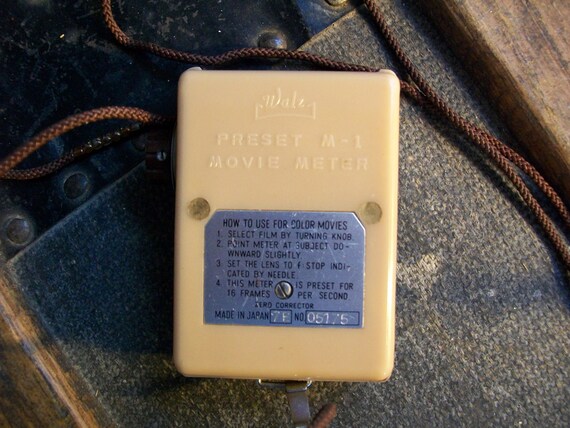 Walz
PRESET M-1
MOVIE METER
HOW TO USE FOR COLOR MOVIES
1. SELECT FILM BY TURNING KNOB.
2. POINT METER AT SUBJECT DO-
WNWARD SLIGHTLY.
3. SET THE LENS TO f STOP INDI-
CATED BY NEEDLE.
4. THIS METER IS PRESET FOR
16 FRAMES PER SECOND
ZERO CORRECTOR
MADE IN JAPAN NO.